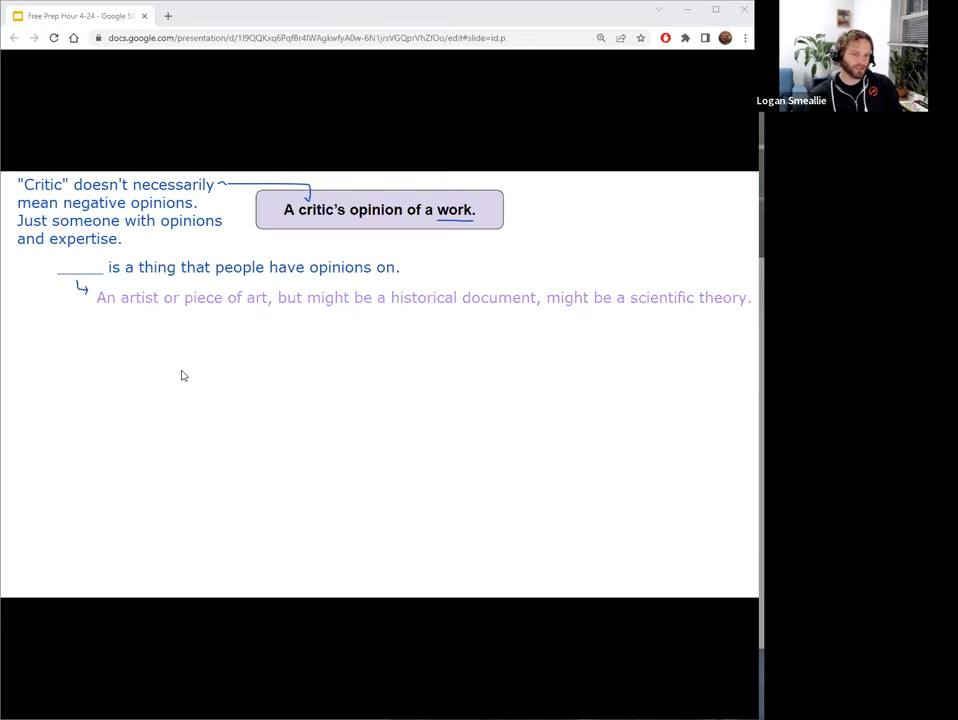 Free Prep Hour 4-24 - Google Sli
docs.google.com/presentation/d/1I9QQKxq6PqfBr4lWAgkwfyA0w-6N1jrsVGQprVhZfOo/edit#slide=id.p
Logan Smeallie
"Critic" doesn't necessarily
mean negative opinions.
Just someone with opinions
and expertise.
A critic's opinion of a work.
_____ is a thing that people have opinions on.
An artist or piece of art, but might be a historical document, might be a scientific theory.